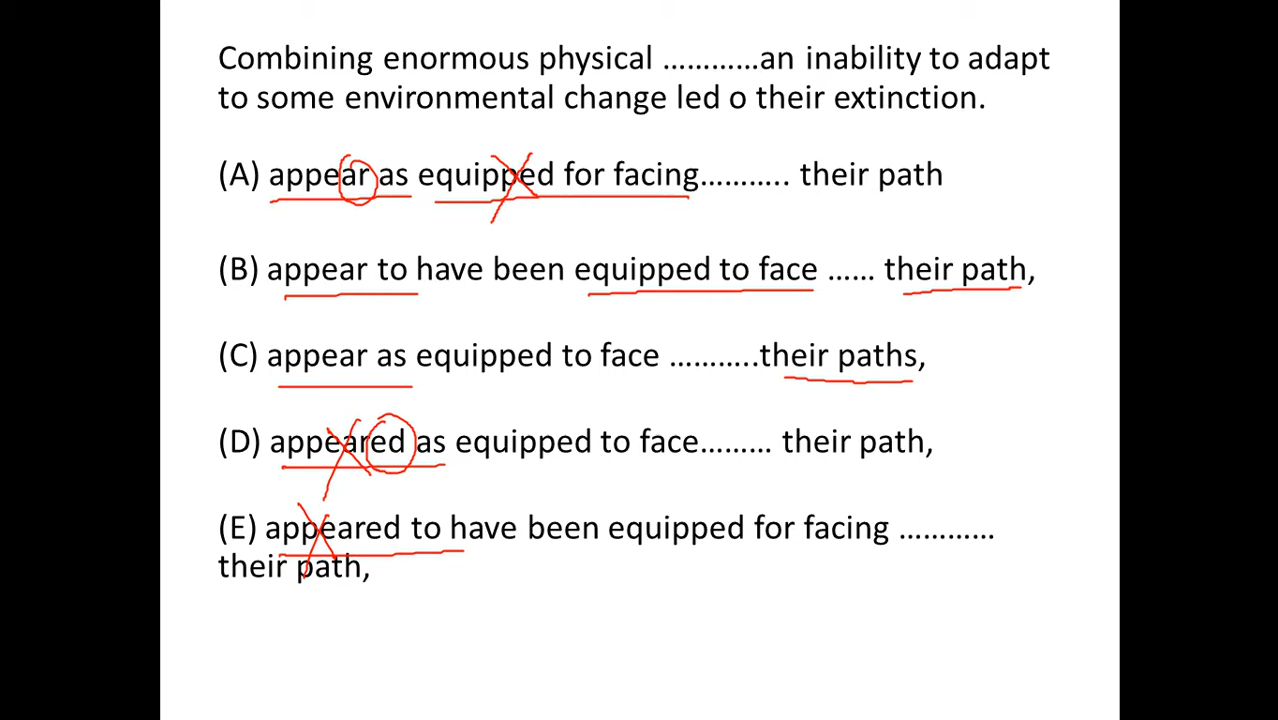 Combining enormous physical …………an inability to adapt
to some environmental change led o their extinction.
(A) appear as equipped for facing……….. their path
(B) appear to have been equipped to face …… their path,
(C) appear as equipped to face ………..their paths,
(D) appeared as equipped to face……… their path,
(E) appeared to have been equipped for facing …………
their path,